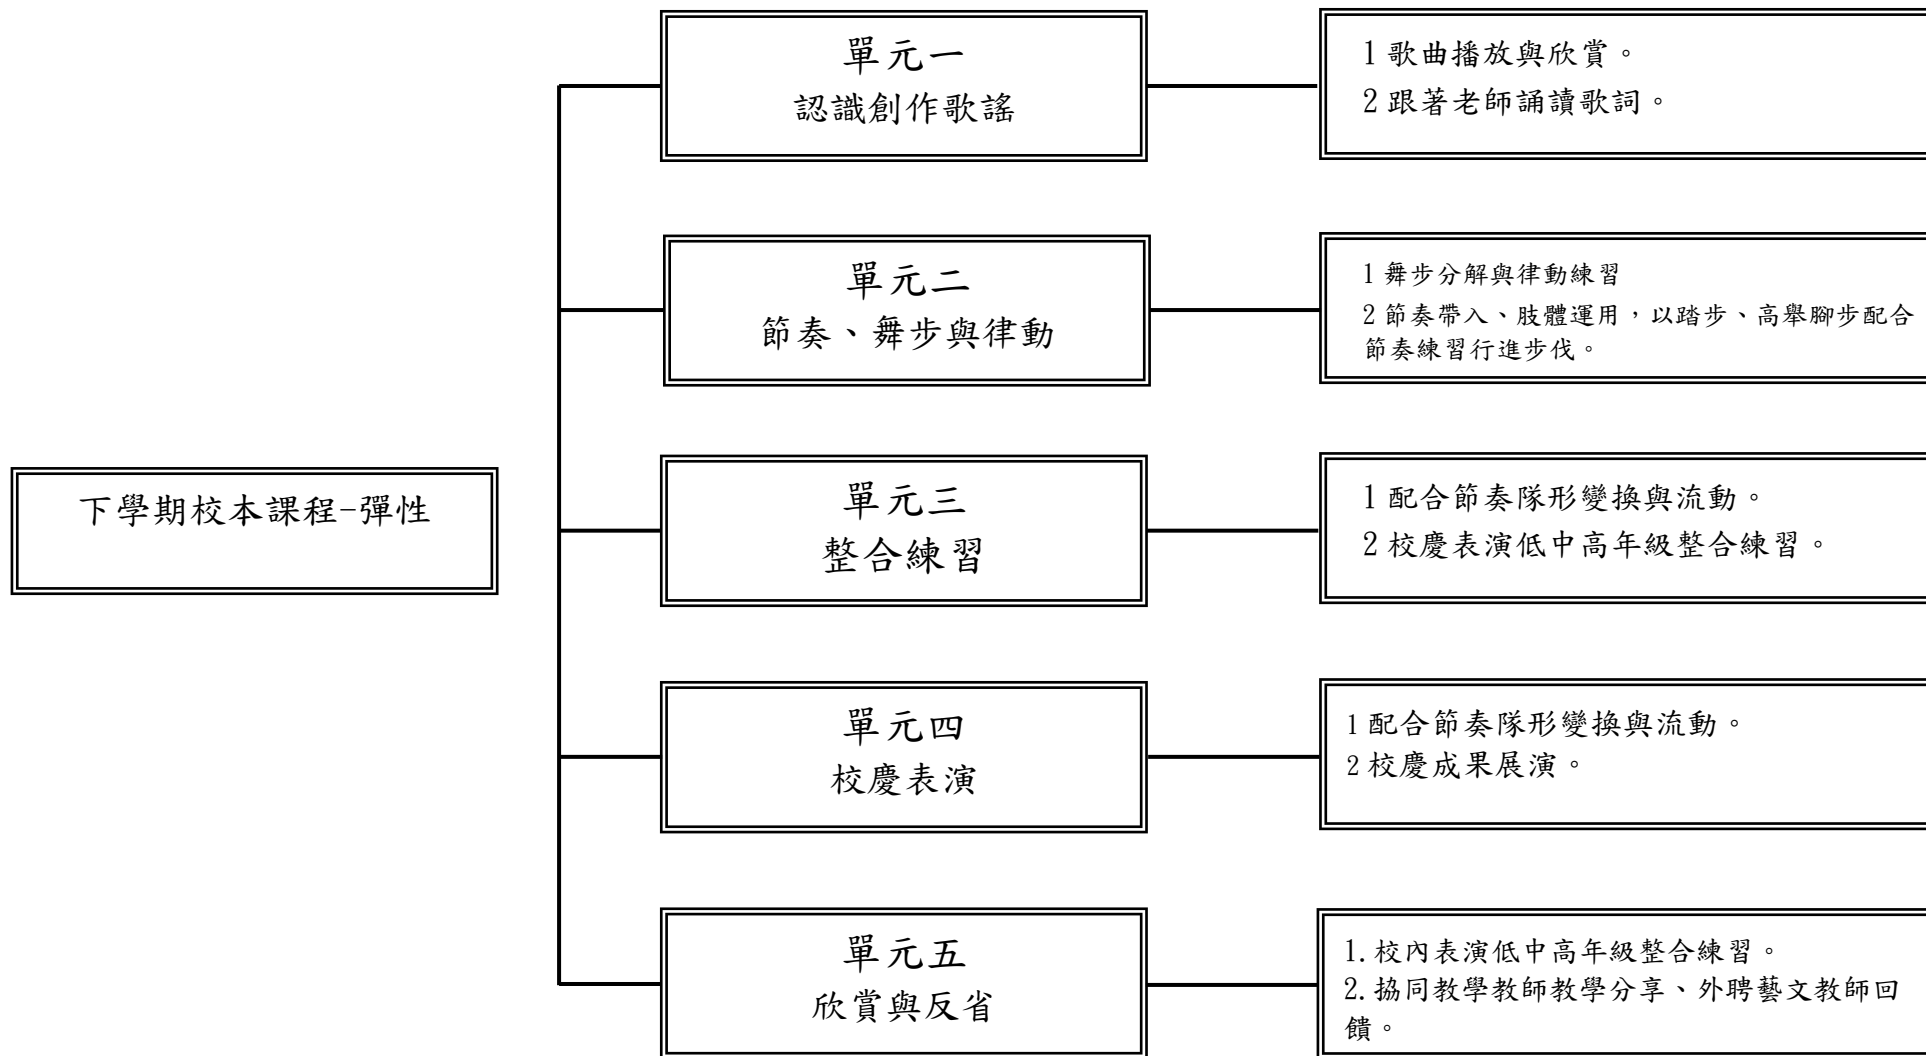 單元一
認識創作歌謠
1 歌曲播放與欣賞。
2 跟著老師誦讀歌詞。
單元二
節奏、舞步與律動
1 舞步分解與律動練習
2 節奏帶入、肢體運用，以踏步、高舉腳步配合
節奏練習行進步伐。
下學期校本課程-彈性
單元三
整合練習
1 配合節奏隊形變換與流動。
2 校慶表演低中高年級整合練習。
單元四
校慶表演
1 配合節奏隊形變換與流動。
2 校慶成果展演。
單元五
欣賞與反省
1. 校內表演低中高年級整合練習。
2. 協同教學教師教學分享、外聘藝文教師回
饋。